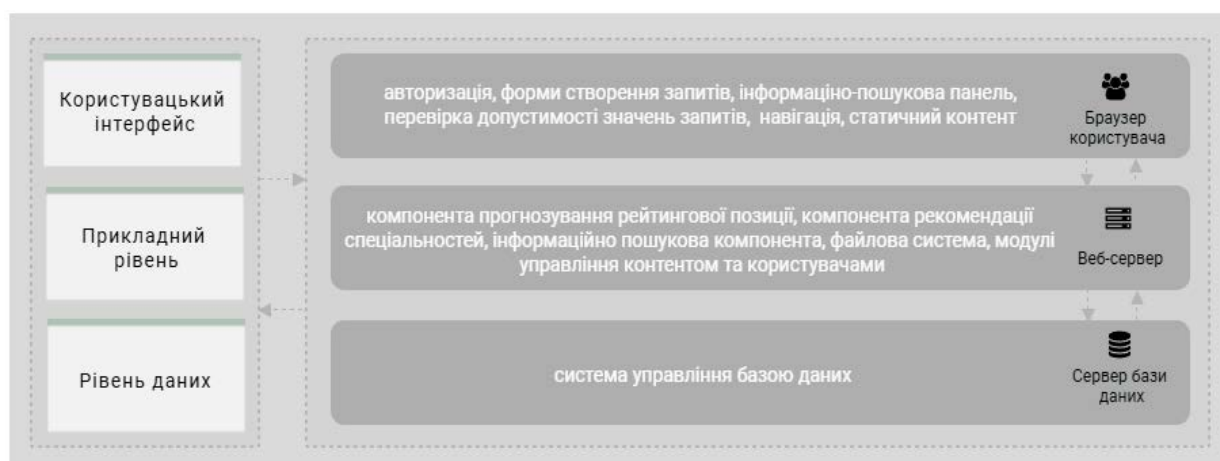 Користувацький
інтерфейс
авторизація, форми створення запитів, інформаціно-пошукова панель,
перевірка допустимості значень запитів, навігація, статичний контент
Браузер
користувача
Прикладний
рівень
компонента прогнозування рейтингової позиції, компонента рекомендації
спеціальностей, інформаційно пошукова компонента, файлова система, модулі
управління контентом та користувачами
Веб-сервер
Рівень даних
система управління базою даних
Сервер бази
даних